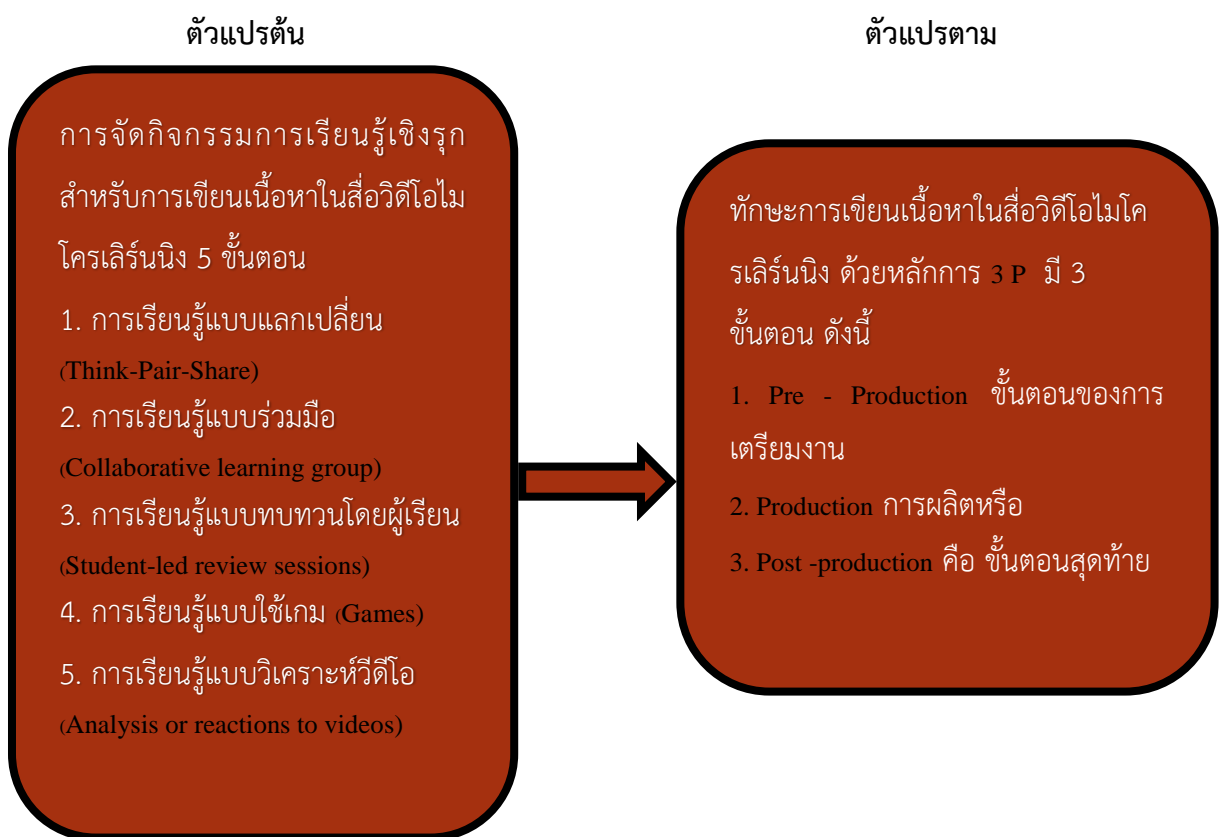 ตัวแปรต้น
ตัวแปรตาม
การจัดกิจกรรมการเรียนรู้เชิงรุก
สำหรับการเขียนเนื้อหาในสื่อวิดีโอไม
โครเลิร์นนิง 5 ขั้นตอน
1. การเรียนรู้แบบแลกเปลี่ยน
(Think-Pair-Share)
2. การเรียนรู้แบบร่วมมือ
(Collaborative learning group)
3. การเรียนรู้แบบทบทวนโดยผู้เรียน
(Student-led review sessions)
4. การเรียนรู้แบบใช้เกม (Games)
5. การเรียนรู้แบบวิเคราะห์วีดีโอ
(Analysis or reactions to videos)
ทักษะการเขียนเนื้อหาในสื่อวิดีโอไมโค
รเลิร์นนิง ด้วยหลักการ 3 P มี 3
ขั้นตอน ดังนี้
1. Pre - Production ขั้นตอนของการ
เตรียมงาน
2. Production การผลิตหรือ
3. Post -production คือ ขั้นตอนสุดท้าย